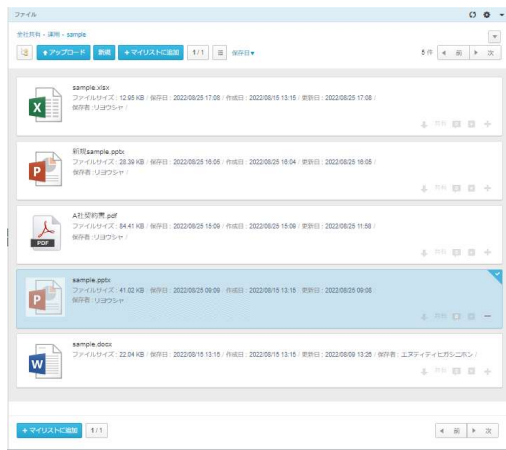 ファイル
全社共有 › 運用 › sample
アップロード 新規 +マイリストに追加 1/1 保存日▼ 5 件 前 次
sample.xlsx
ファイルサイズ : 12.95 KB / 保存日 : 2022/08/25 17:08 / 作成日 : 2022/08/15 13:15 / 更新日 : 2022/08/25 17:08 /
保存者 : リヨウシャ /
新規sample.pptx
ファイルサイズ : 28.39 KB / 保存日 : 2022/08/25 16:05 / 作成日 : 2022/08/25 16:04 / 更新日 : 2022/08/25 16:05 /
保存者 : リヨウシャ /
A社契約書.pdf
ファイルサイズ : 84.41 KB / 保存日 : 2022/08/25 15:09 / 作成日 : 2022/08/25 15:09 / 更新日 : 2022/08/25 11:58 /
保存者 : リヨウシャ /
PDF
sample.pptx
ファイルサイズ : 41.02 KB / 保存日 : 2022/08/25 09:09 / 作成日 : 2022/08/15 13:15 / 更新日 : 2022/08/25 09:08
保存者 : リヨウシャ
sample.docx
ファイルサイズ : 22.04 KB / 保存日 : 2022/08/15 13:15 / 作成日 : 2022/08/15 13:15 / 更新日 : 2022/08/09 13:26 / 保存者 : エヌティティヒガシニホン /
+マイリストに追加 1/1 前 次